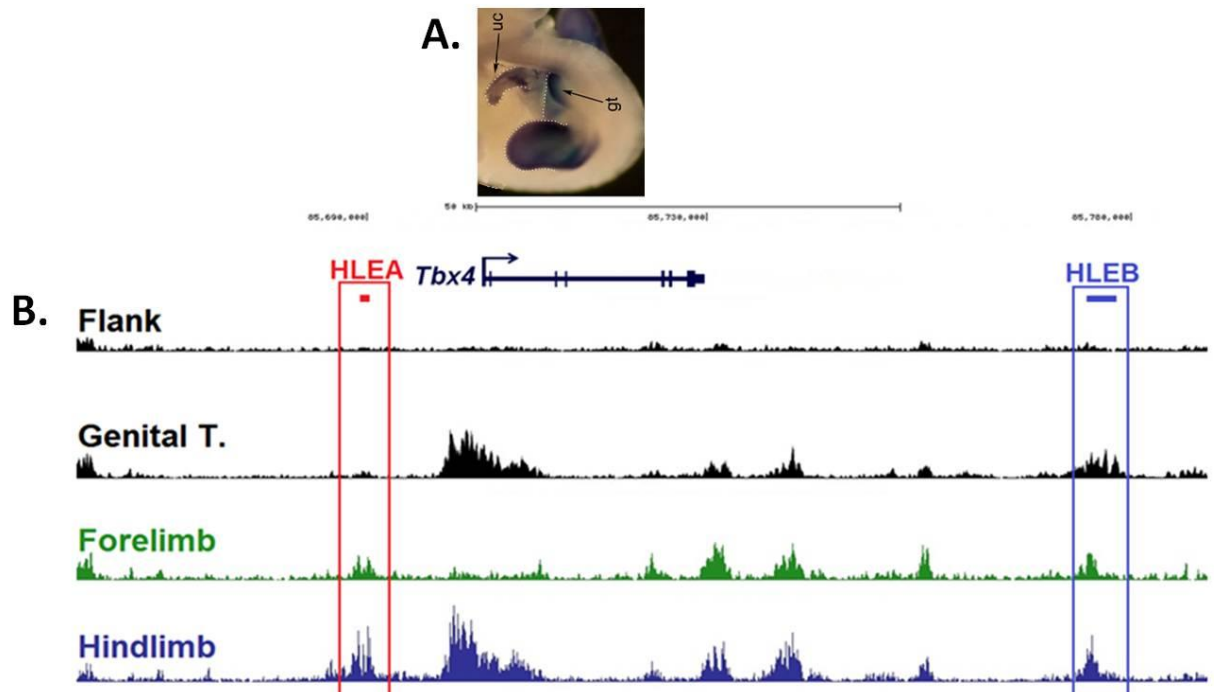 A.
uc
gt
50 kb
85,690,000|
85,730,000|
85,780,000|
HLEA
Tbx4
HLEB
B.
Flank
Genital T.
Forelimb
Hindlimb